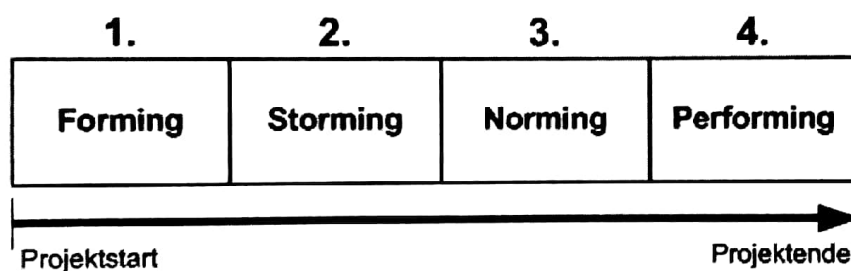 1. 2. 3. 4.
Forming Storming Norming Performing
Projektstart Projektende